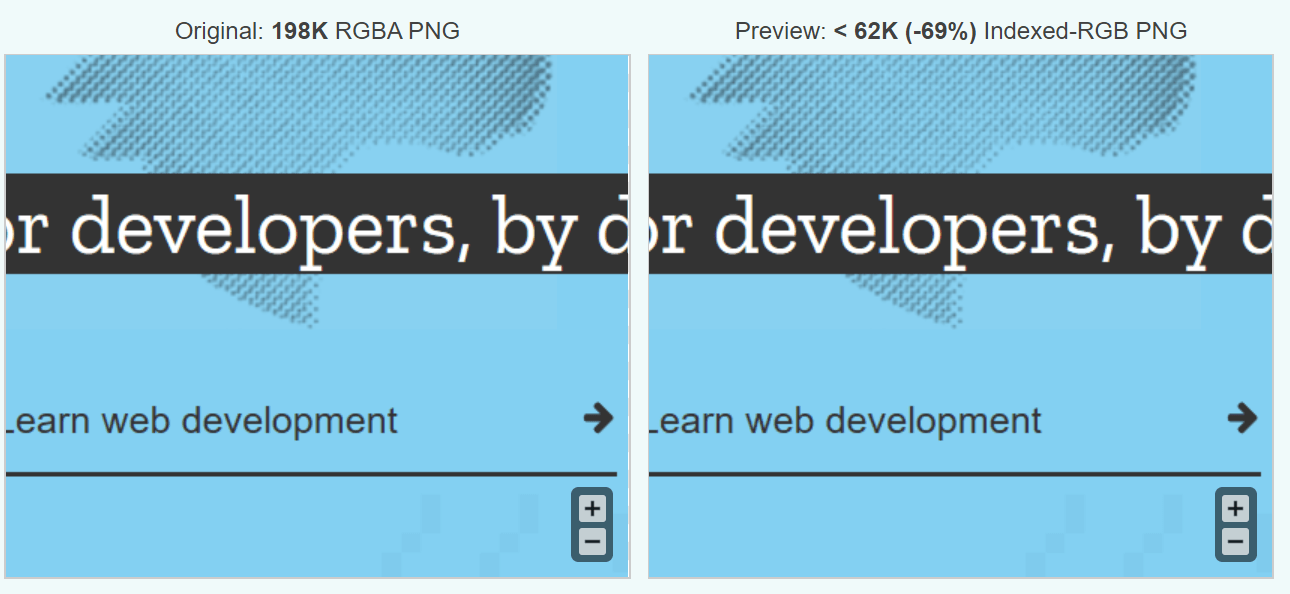 Original: 198K RGBA PNG
Preview: < 62K (-69%) Indexed-RGB PNG
or developers, by d
or developers, by d
Learn web development
Learn web development
+
−
+
−